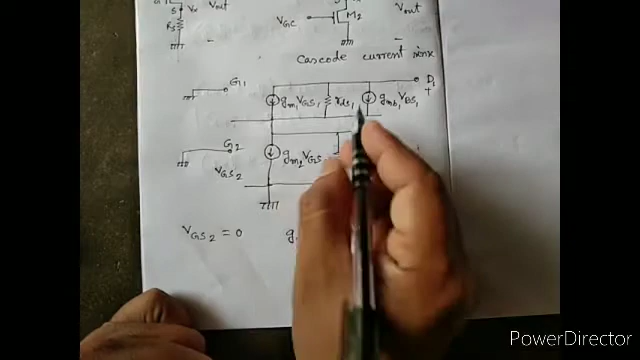 S V× Vout
Rs
VGC M2 Vout
Cascode current sink
G1 gm1 VGS1 rds1 gmb1 VBS1 D1
+
G2 gm2 VGS
VGS2
VGS2 = 0 g
PowerDirector